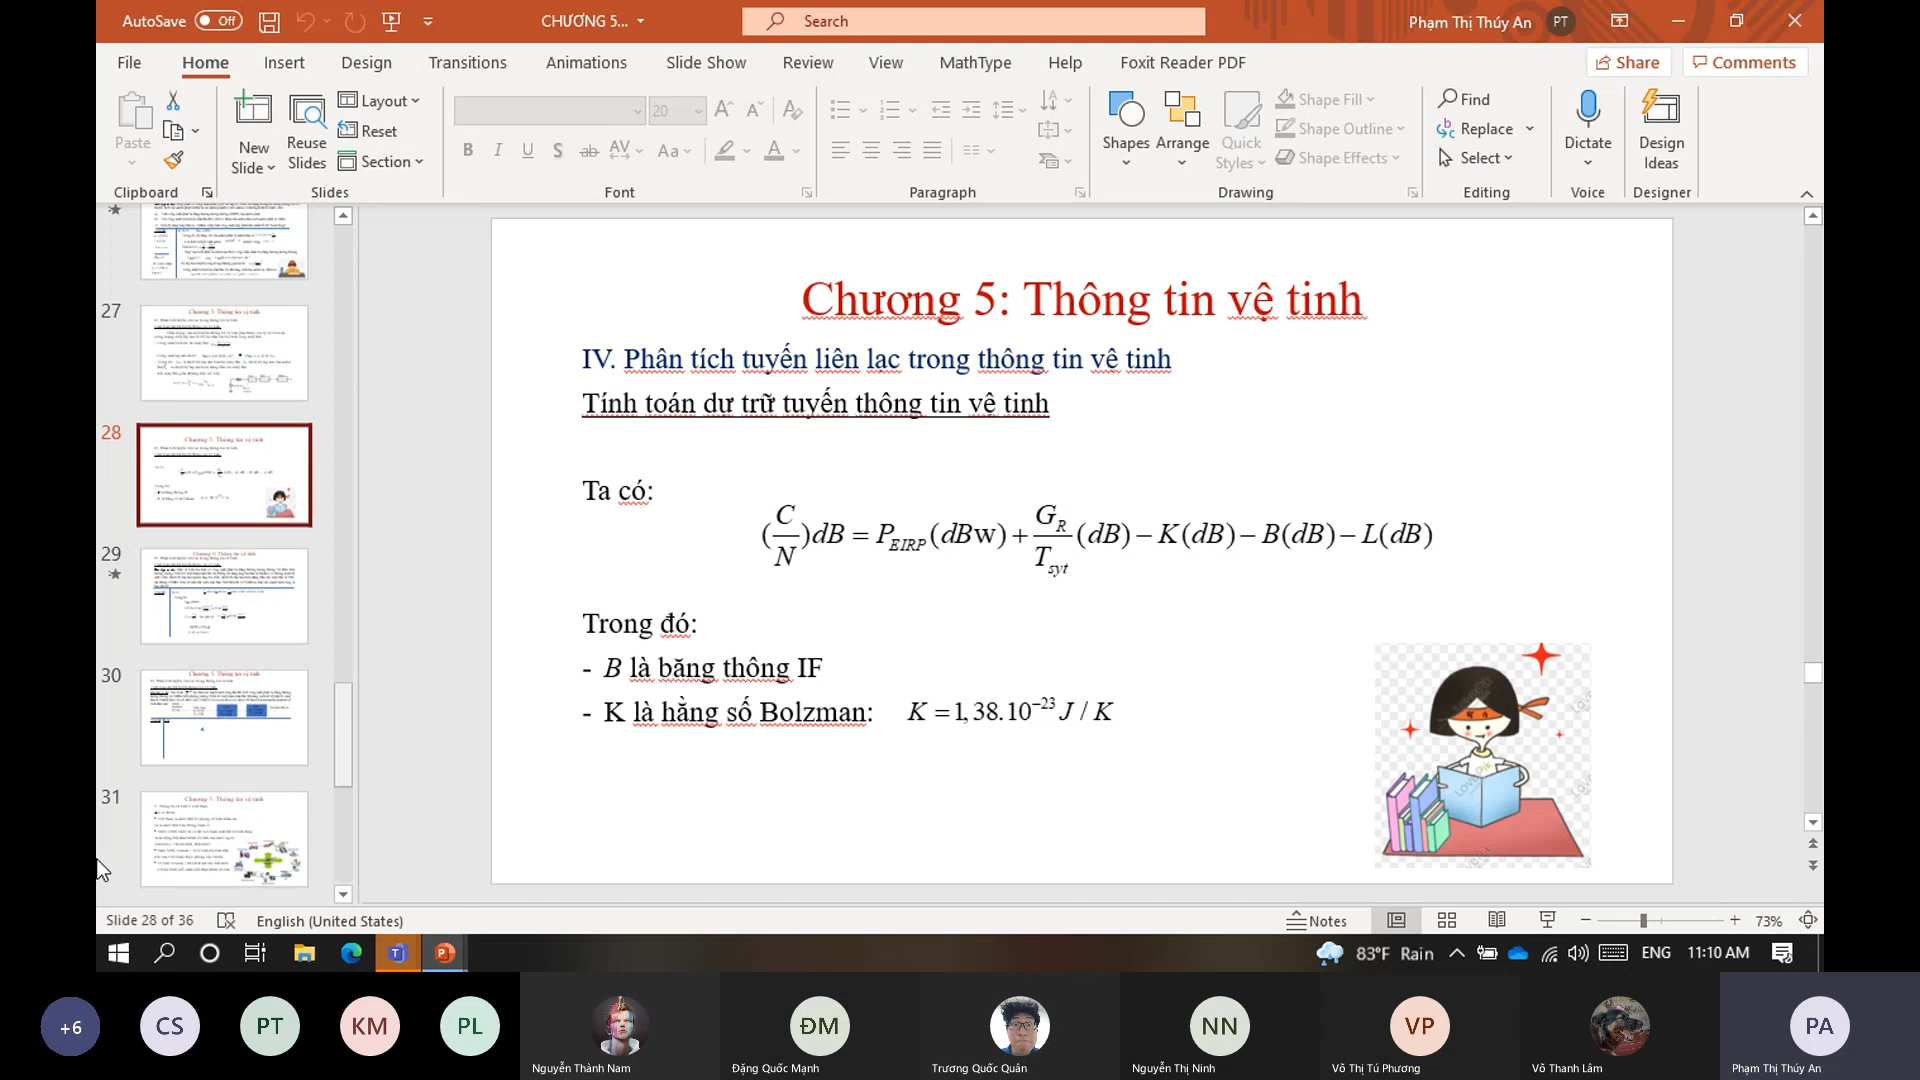 AutoSave Off CHƯƠNG 5... Search Phạm Thị Thúy An PT
File Home Insert Design Transitions Animations Slide Show Review View MathType Help Foxit Reader PDF Share Comments
Paste New Slide Reuse Slides Layout Reset Section 20 Shapes Arrange Quick Styles Shape Fill Shape Outline Shape Effects Find Replace Select Dictate Design Ideas
Clipboard Slides Font Paragraph Drawing Editing Voice Designer
27
28
29
30
31
Chương 5: Thông tin vệ tinh
IV. Phân tích tuyến liên lạc trong thông tin vê tinh
Tính toán dự trữ tuyến thông tin vê tinh
Ta có:
(C/N)dB = P_EIRP(dBw) + G_R/T_syt (dB) − K(dB) − B(dB) − L(dB)
Trong đó:
- B là băng thông IF
- K là hằng số Bolzman: K = 1,38.10⁻²³ J / K
Slide 28 of 36 English (United States) Notes 73%
83°F Rain ENG 11:10 AM
+6 CS PT KM PL ĐM NN VP PA
Nguyễn Thành Nam Đặng Quốc Mạnh Trương Quốc Quân Nguyễn Thị Ninh Võ Thị Tú Phương Võ Thanh Lâm Phạm Thị Thúy An